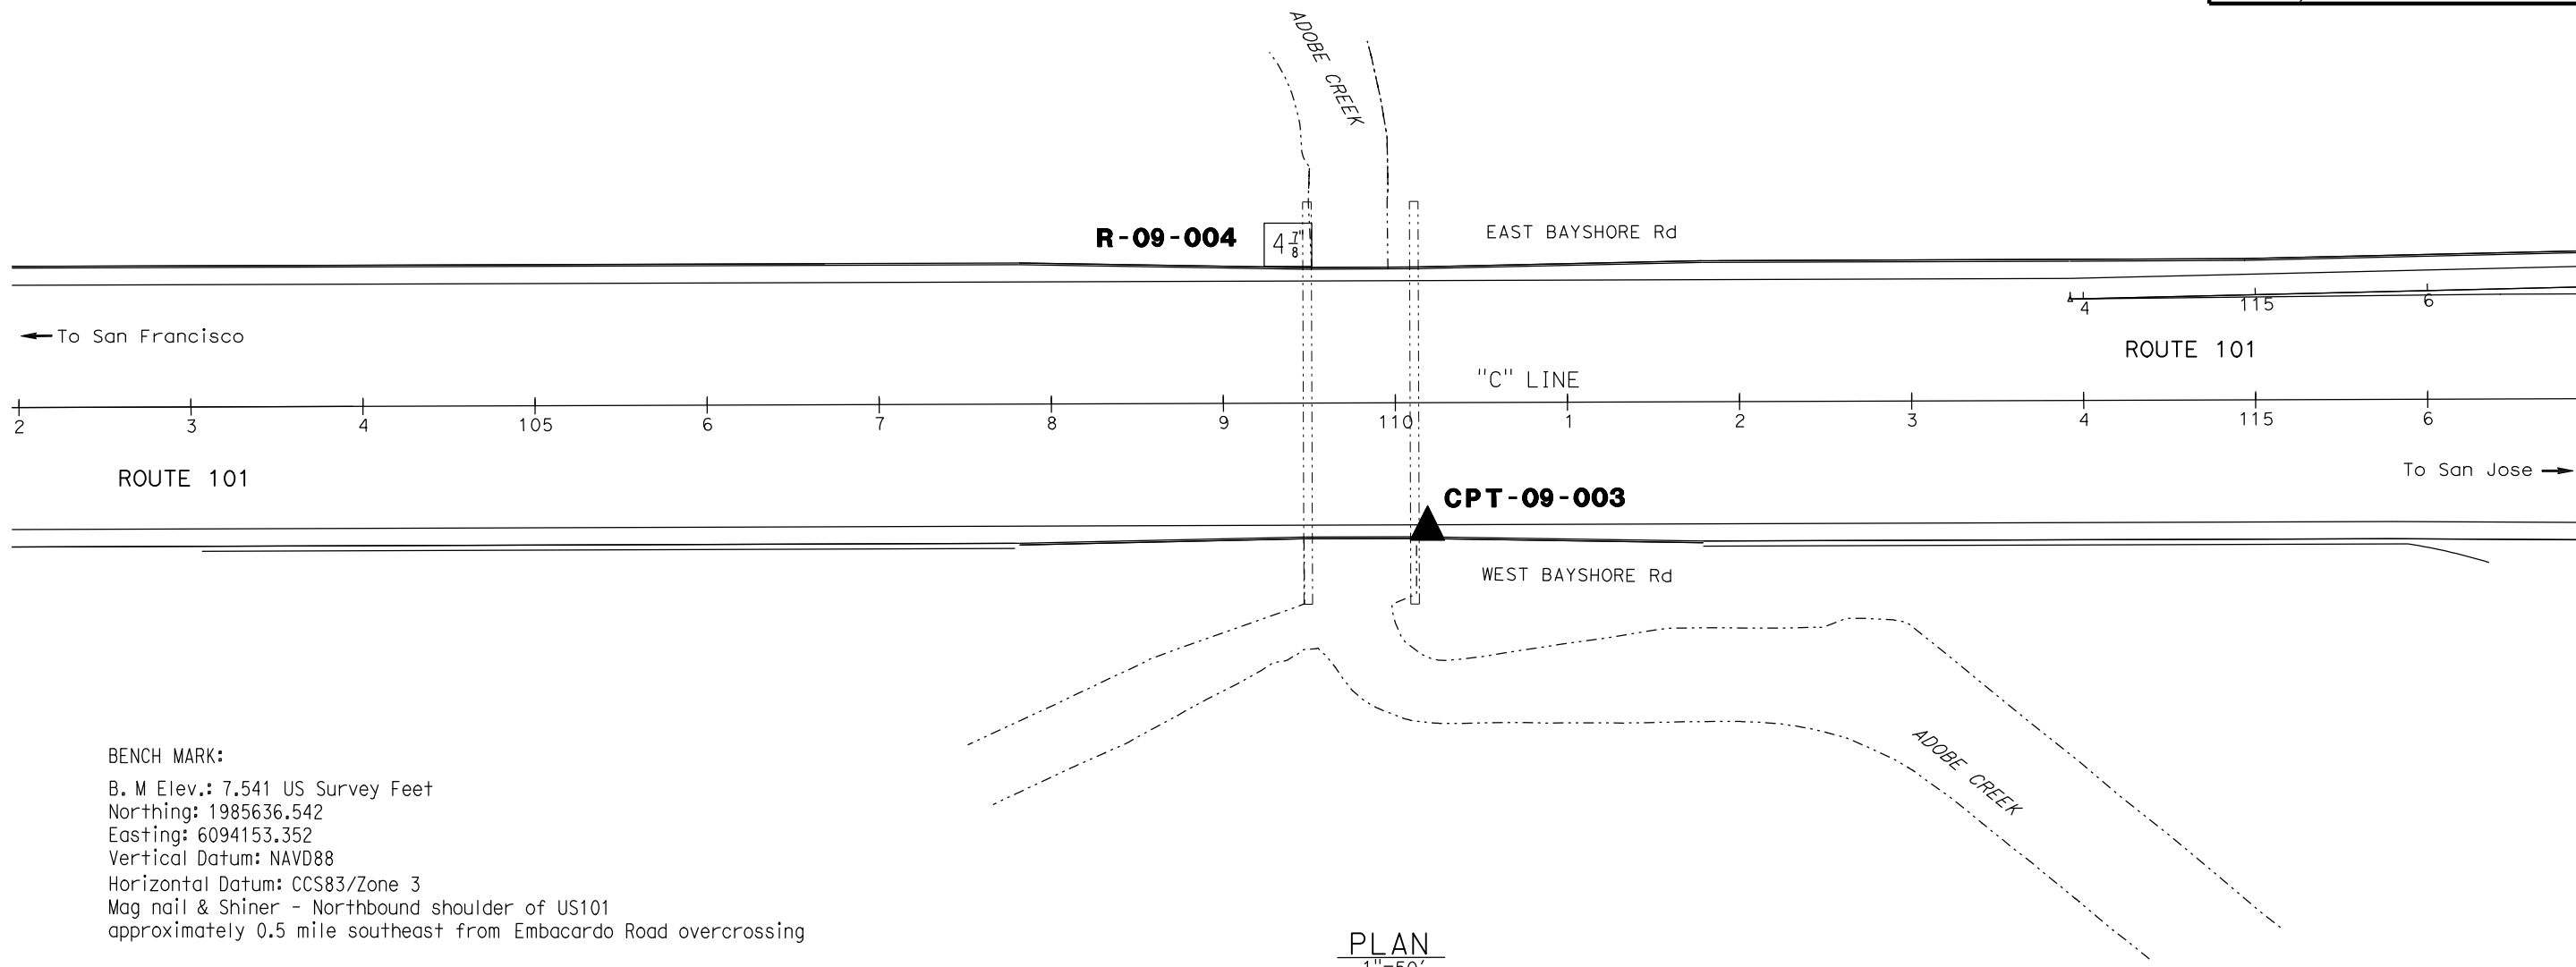 ADOBE CREEK
R-09-004
4 7/8"
EAST BAYSHORE Rd
4 115 6
To San Francisco
ROUTE 101
"C" LINE
2 3 4 105 6 7 8 9 110 1 2 3 4 115 6
ROUTE 101
To San Jose
CPT-09-003
WEST BAYSHORE Rd
ADOBE CREEK
BENCH MARK:
B. M Elev.: 7.541 US Survey Feet
Northing: 1985636.542
Easting: 6094153.352
Vertical Datum: NAVD88
Horizontal Datum: CCS83/Zone 3
Mag nail & Shiner - Northbound shoulder of US101
approximately 0.5 mile southeast from Embacardo Road overcrossing
PLAN
1"=50'